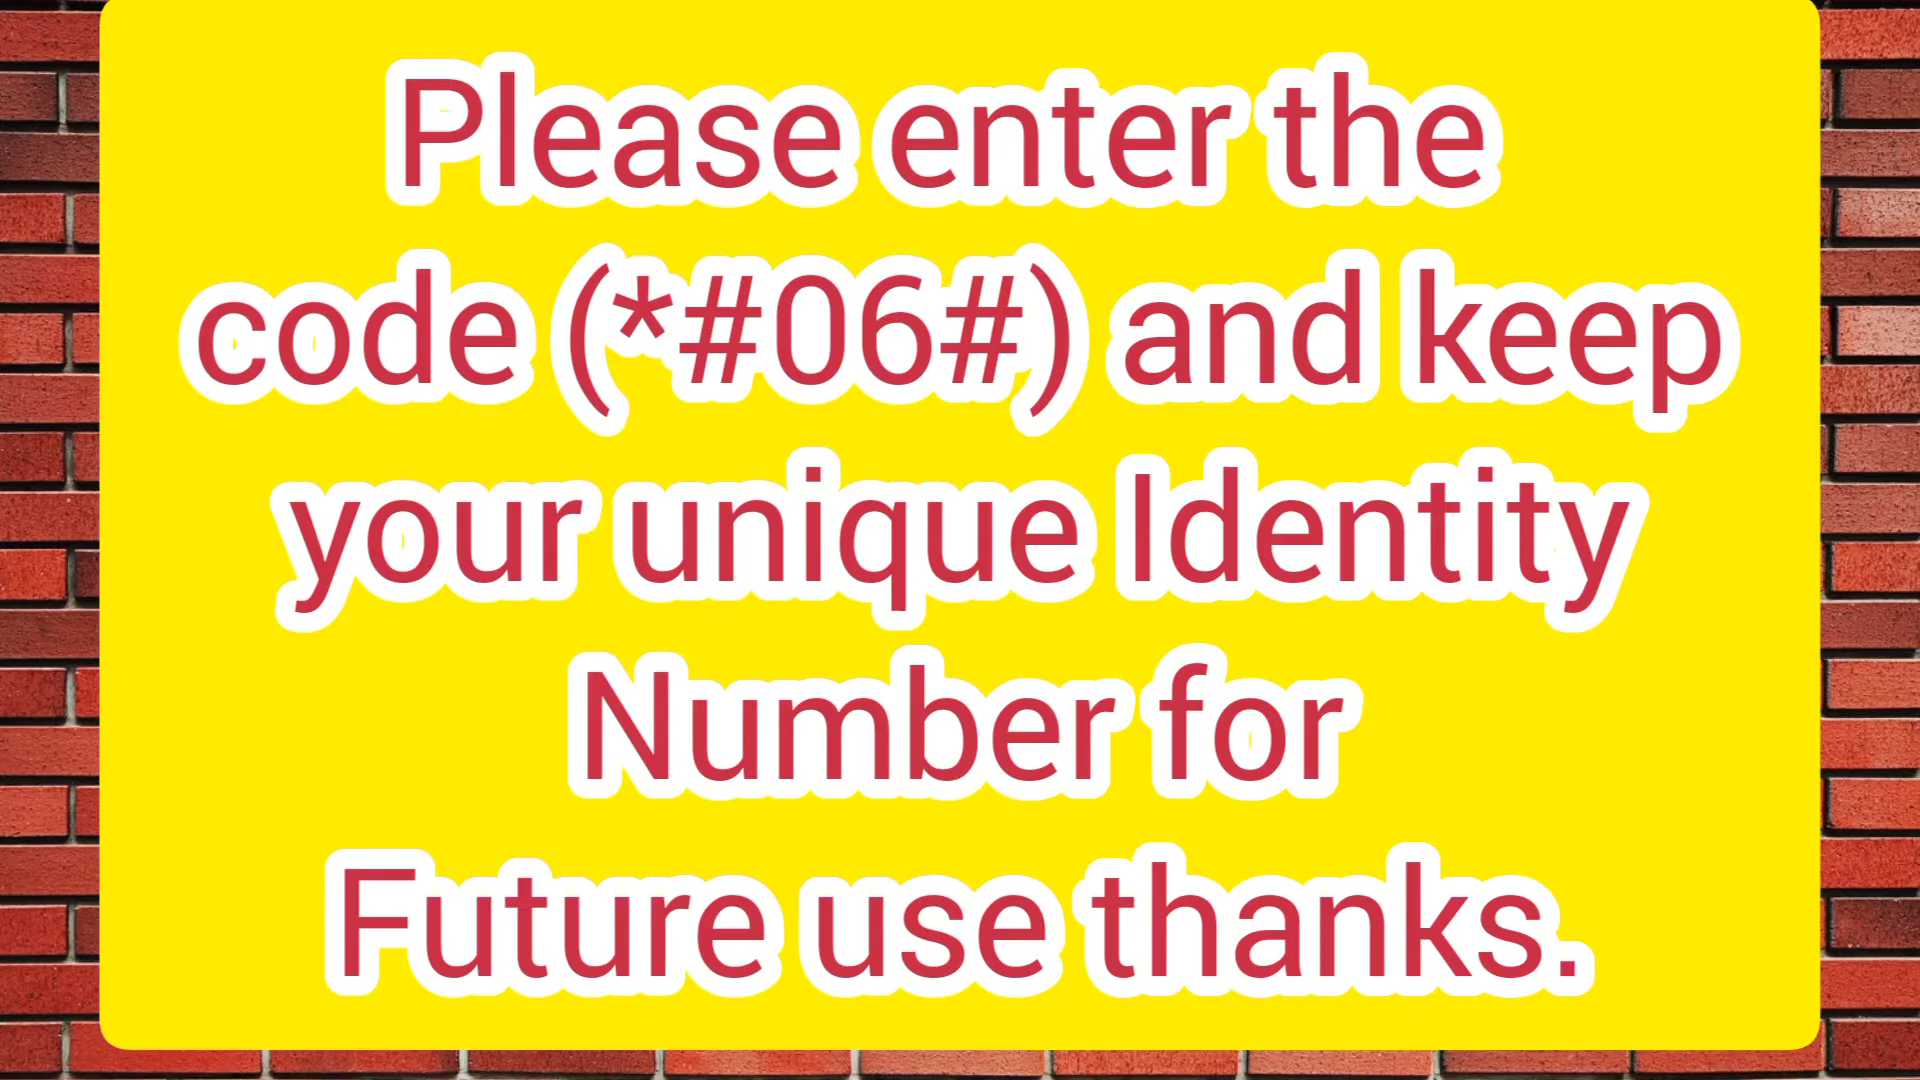 Please enter the
code (*#06#) and keep
your unique Identity
Number for
Future use thanks.